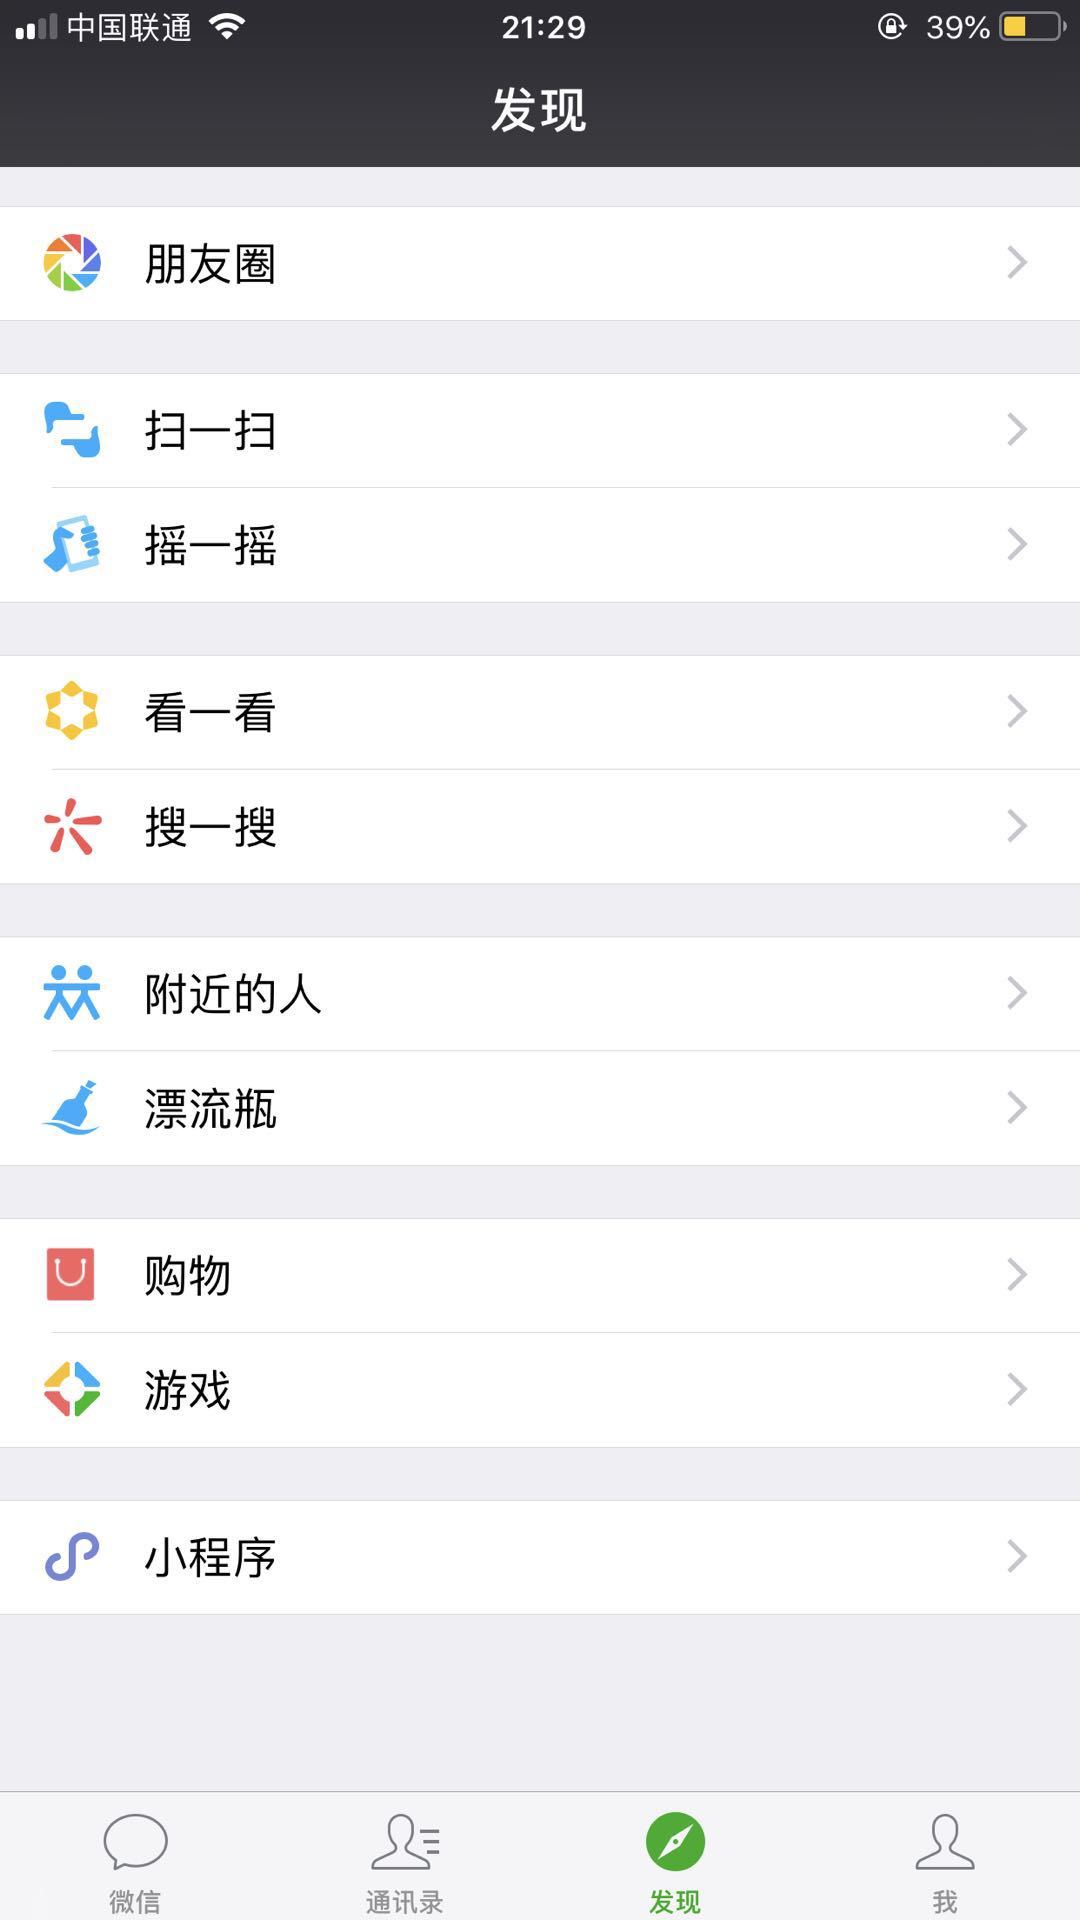 中国联通 21:29 39%
发现
朋友圈
扫一扫
摇一摇
看一看
搜一搜
附近的人
漂流瓶
购物
游戏
小程序
微信 通讯录 发现 我